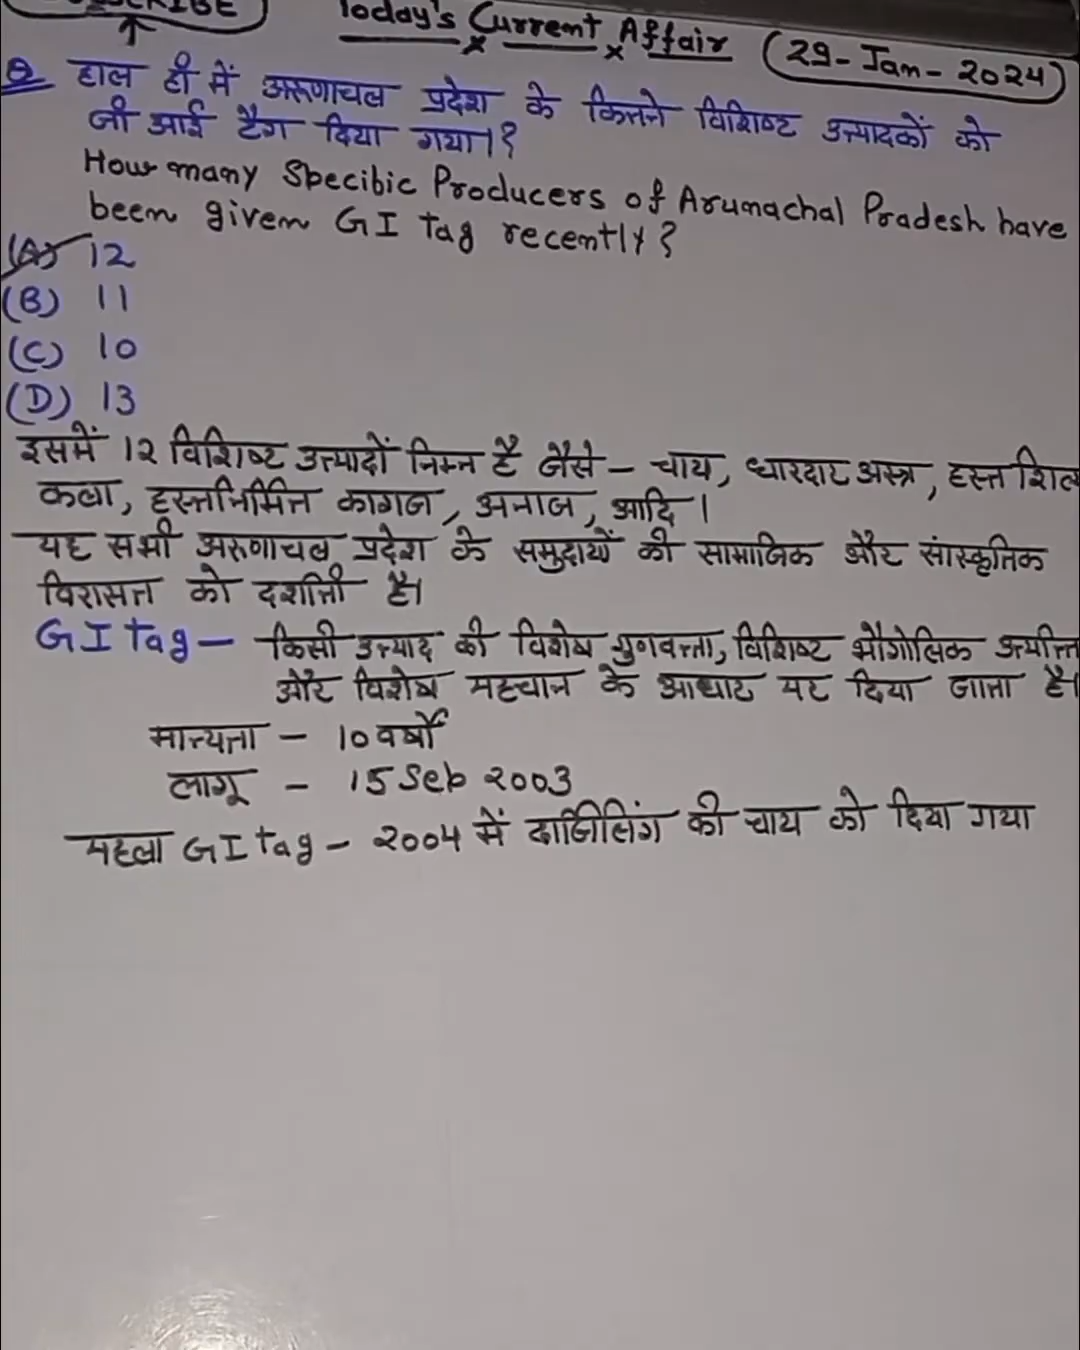 Today's Current Affair (29-Jan-2024)
Q हाल ही में अरुणाचल प्रदेश के कितने विशिष्ट उत्पादकों को
जी आई टैग दिया गया।?
How many Specific Producers of Arunachal Pradesh have
been given GI Tag recently?
(A) 12
(B) 11
(C) 10
(D) 13
इसमें 12 विशिष्ट उत्पादों निम्न है जैसे - चाय, धारदार अस्त्र, हस्त शिल्प
कला, हस्तनिर्मित कागज, अनाज, आदि।
यह सभी अरुणाचल प्रदेश के समुदायों की सामाजिक और सांस्कृतिक
विरासत को दर्शाती है।
GI Tag - किसी उत्पाद की विशेष गुणवत्ता, विशिष्ट भौगोलिक उत्पत्ति
और विशेष पहचान के आधार पर दिया जाता है।
मान्यता - 10 वर्षों
लागू - 15 Sep 2003
पहला GI tag - 2004 में दार्जिलिंग की चाय को दिया गया